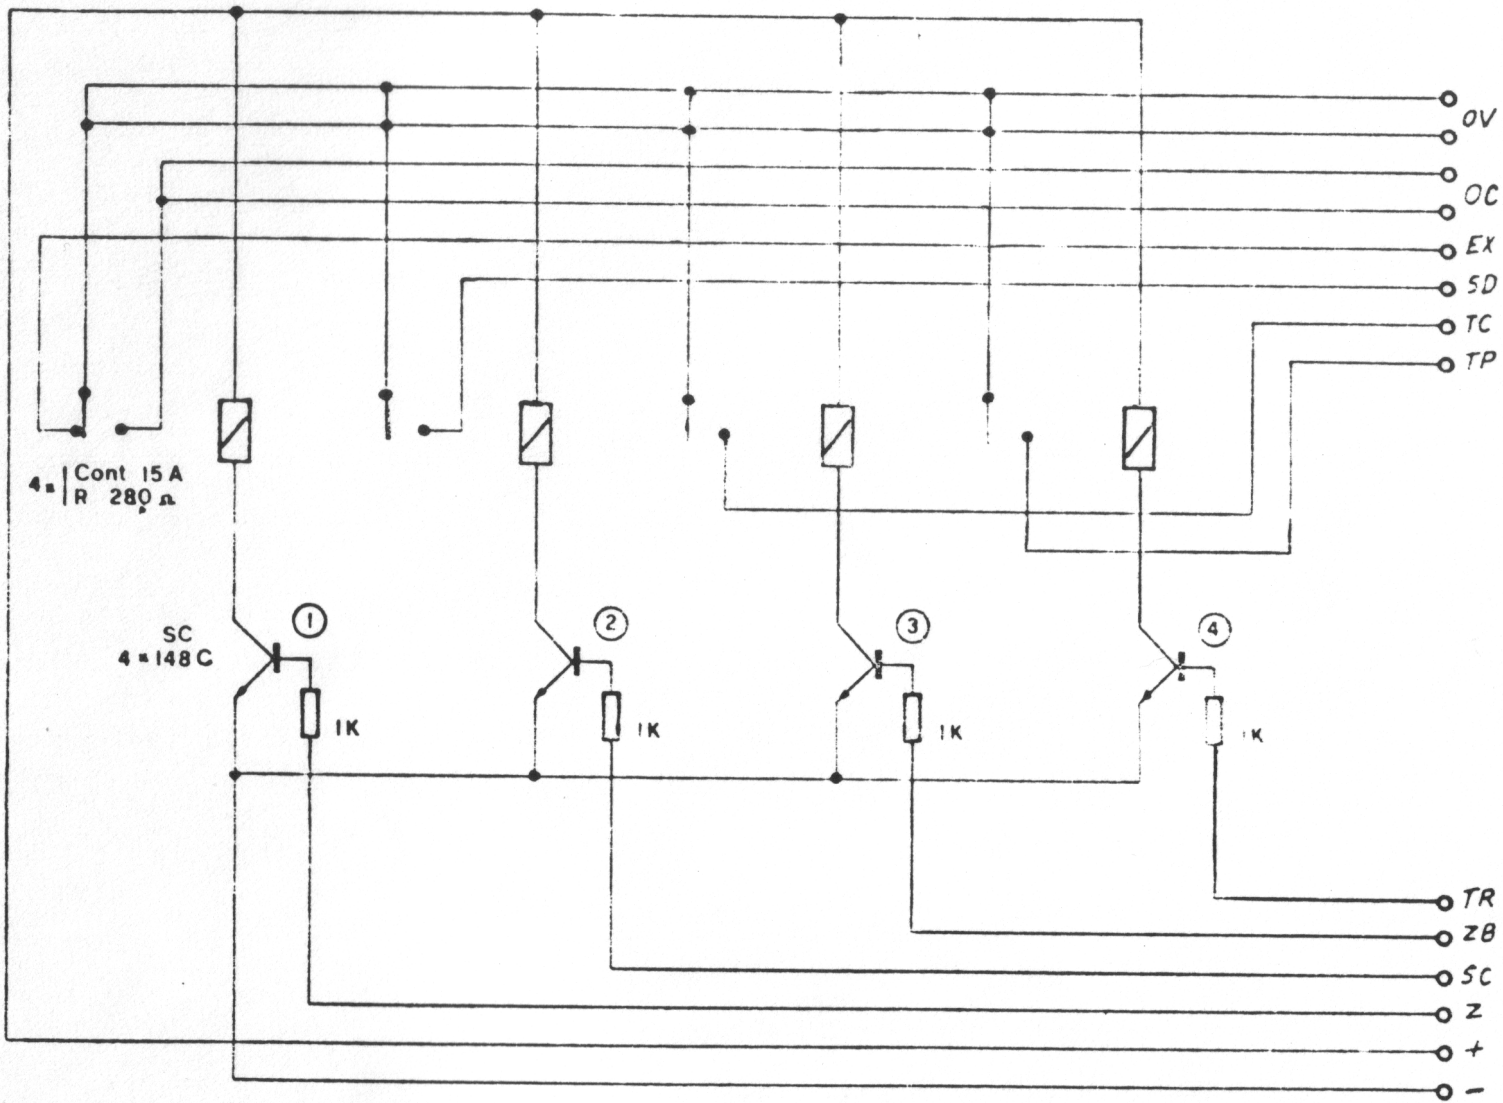 OV
OC
EX
SD
TC
TP
4 = | Cont 15 A
R 280 Ω
SC
4 = 148 C
1
2
3
4
1K
1K
1K
1K
TR
ZB
SC
Z
+
-